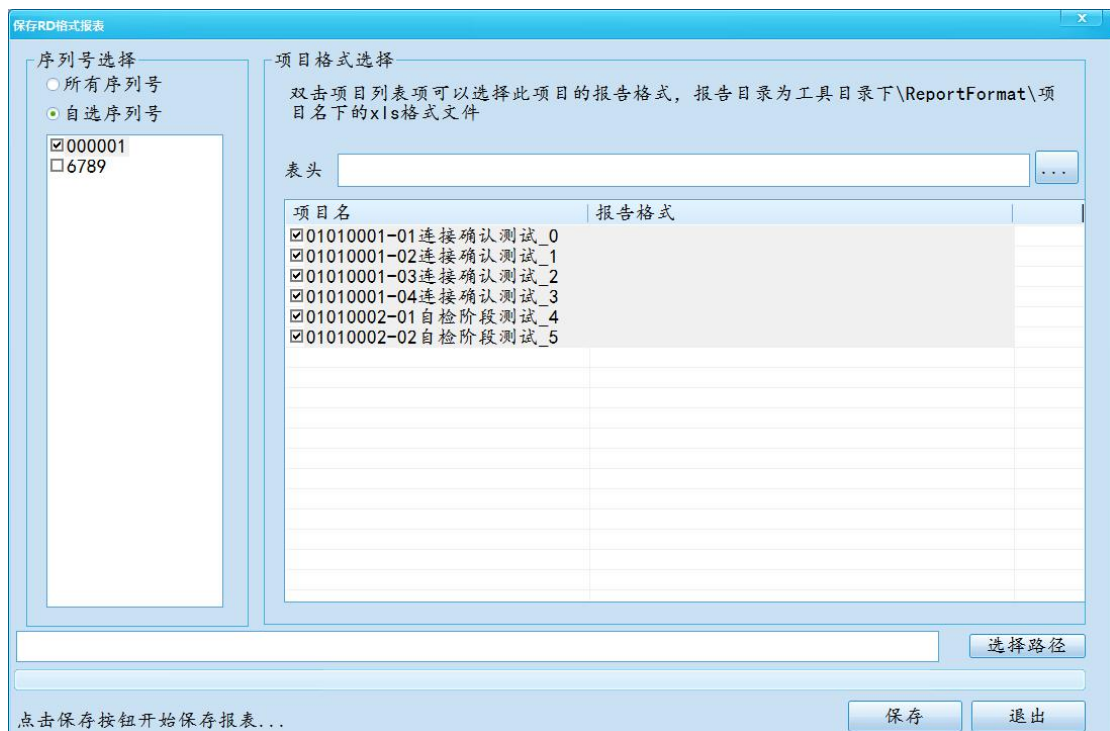 保存RD格式报表
x
序列号选择
所有序列号
自选序列号
000001
6789
项目格式选择
双击项目列表项可以选择此项目的报告格式，报告目录为工具目录下\ReportFormat\项
目名下的xls格式文件
表头
...
项目名 报告格式
01010001-01连接确认测试_0
01010001-02连接确认测试_1
01010001-03连接确认测试_2
01010001-04连接确认测试_3
01010002-01自检阶段测试_4
01010002-02自检阶段测试_5
选择路径
点击保存按钮开始保存报表...
保存
退出